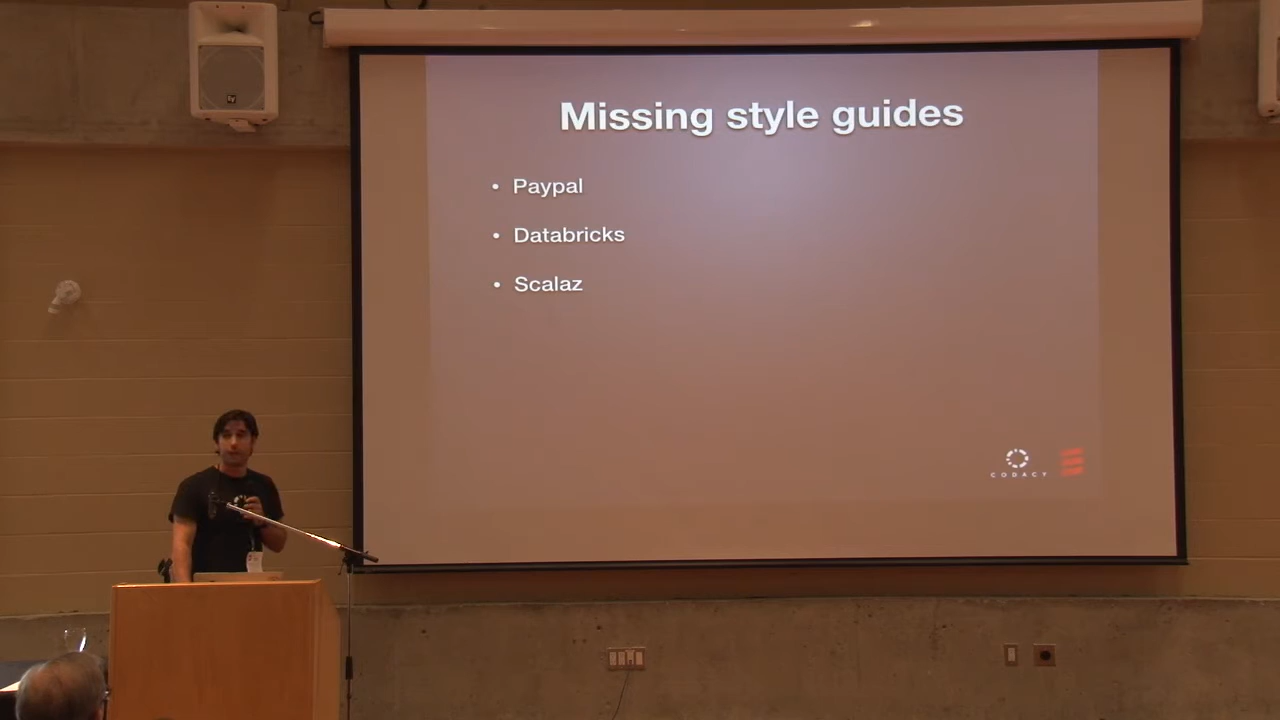 Missing style guides
• Paypal
• Databricks
• Scalaz
CODACY